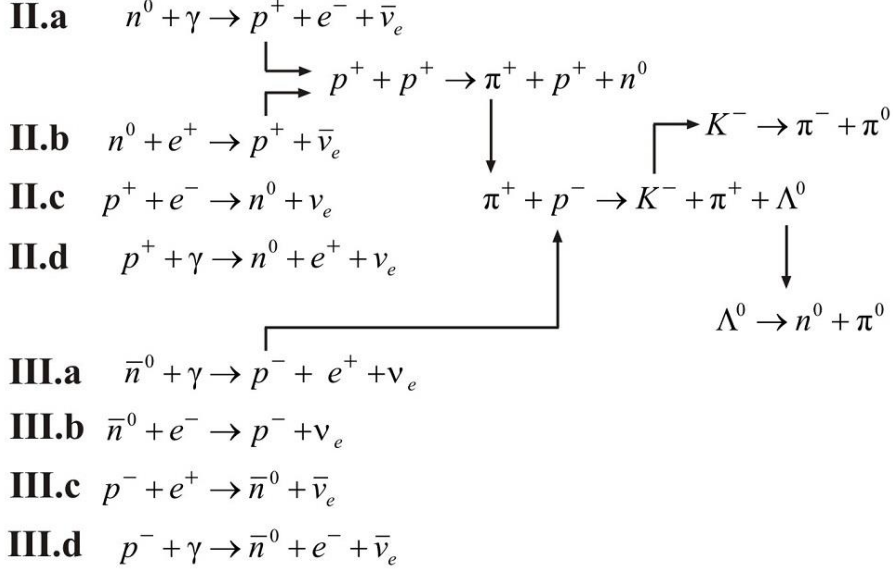 II.a n⁰ + γ → p⁺ + e⁻ + ν̄ₑ
p⁺ + p⁺ → π⁺ + p⁺ + n⁰
II.b n⁰ + e⁺ → p⁺ + ν̄ₑ
K⁻ → π⁻ + π⁰
II.c p⁺ + e⁻ → n⁰ + νₑ
π⁺ + p⁻ → K⁻ + π⁺ + Λ⁰
II.d p⁺ + γ → n⁰ + e⁺ + νₑ
Λ⁰ → n⁰ + π⁰
III.a n̄⁰ + γ → p⁻ + e⁺ + νₑ
III.b n̄⁰ + e⁻ → p⁻ + νₑ
III.c p⁻ + e⁺ → n̄⁰ + ν̄ₑ
III.d p⁻ + γ → n̄⁰ + e⁻ + ν̄ₑ